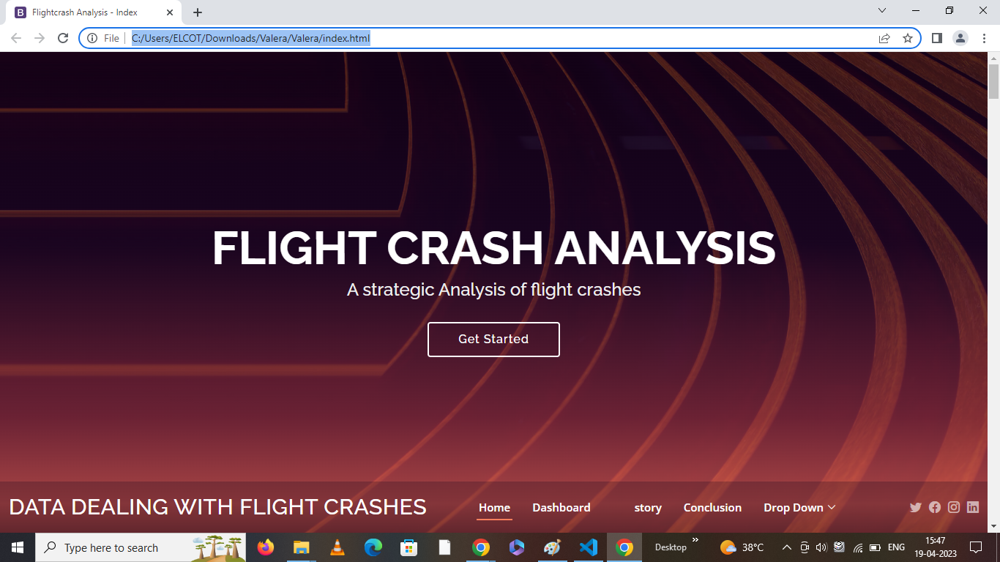 B Flightcrash Analysis - Index
File C:/Users/ELCOT/Downloads/Valera/Valera/index.html
FLIGHT CRASH ANALYSIS
A strategic Analysis of flight crashes
Get Started
DATA DEALING WITH FLIGHT CRASHES Home Dashboard story Conclusion Drop Down
Type here to search Desktop 38°C ENG 15:47
19-04-2023